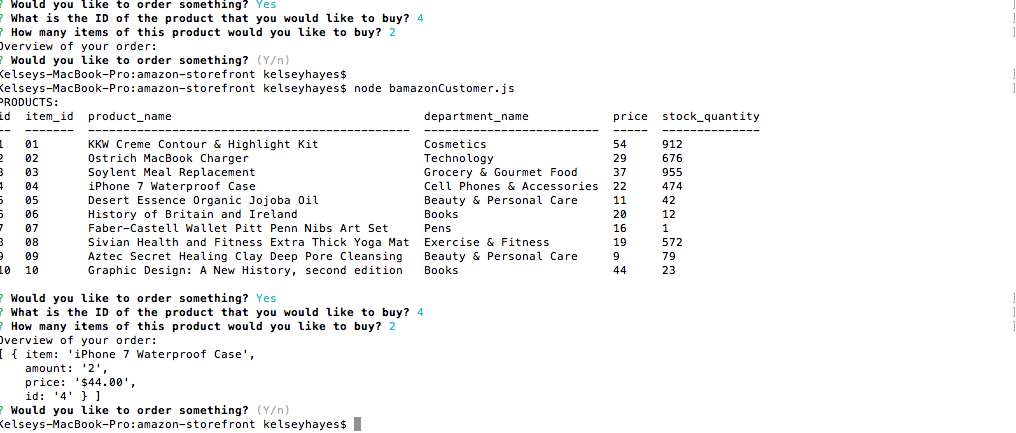 ? Would you like to order something? Yes
? What is the ID of the product that you would like to buy? 4
? How many items of this product would you like to buy? 2
Overview of your order:
? Would you like to order something? (Y/n)
Kelseys-MacBook-Pro:amazon-storefront kelseyhayes$
Kelseys-MacBook-Pro:amazon-storefront kelseyhayes$ node bamazonCustomer.js
PRODUCTS:
id  item_id  product_name                                    department_name            price  stock_quantity
--  -------  ----------------------------------------------  -------------------------  -----  --------------
1   01       KKW Creme Contour & Highlight Kit               Cosmetics                  54     912
2   02       Ostrich MacBook Charger                         Technology                 29     676
3   03       Soylent Meal Replacement                        Grocery & Gourmet Food     37     955
4   04       iPhone 7 Waterproof Case                        Cell Phones & Accessories  22     474
5   05       Desert Essence Organic Jojoba Oil               Beauty & Personal Care     11     42
6   06       History of Britain and Ireland                  Books                      20     12
7   07       Faber-Castell Wallet Pitt Penn Nibs Art Set     Pens                       16     1
8   08       Sivian Health and Fitness Extra Thick Yoga Mat  Exercise & Fitness         19     572
9   09       Aztec Secret Healing Clay Deep Pore Cleansing   Beauty & Personal Care     9      79
10  10       Graphic Design: A New History, second edition   Books                      44     23
? Would you like to order something? Yes
? What is the ID of the product that you would like to buy? 4
? How many items of this product would you like to buy? 2
Overview of your order:
[ { item: 'iPhone 7 Waterproof Case',
    amount: '2',
    price: '$44.00',
    id: '4' } ]
? Would you like to order something? (Y/n)
Kelseys-MacBook-Pro:amazon-storefront kelseyhayes$